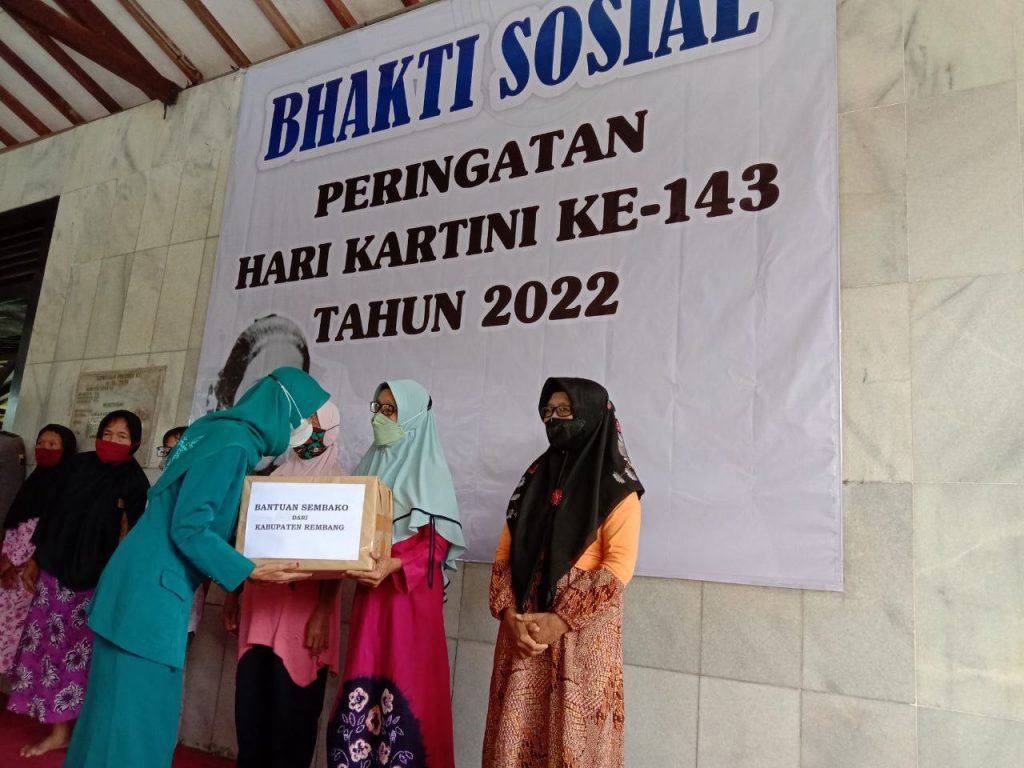 BHAKTI SOSIAL
PERINGATAN
HARI KARTINI KE-143
TAHUN 2022
BANTUAN SEMBAKO
DARI
KABUPATEN REMBANG